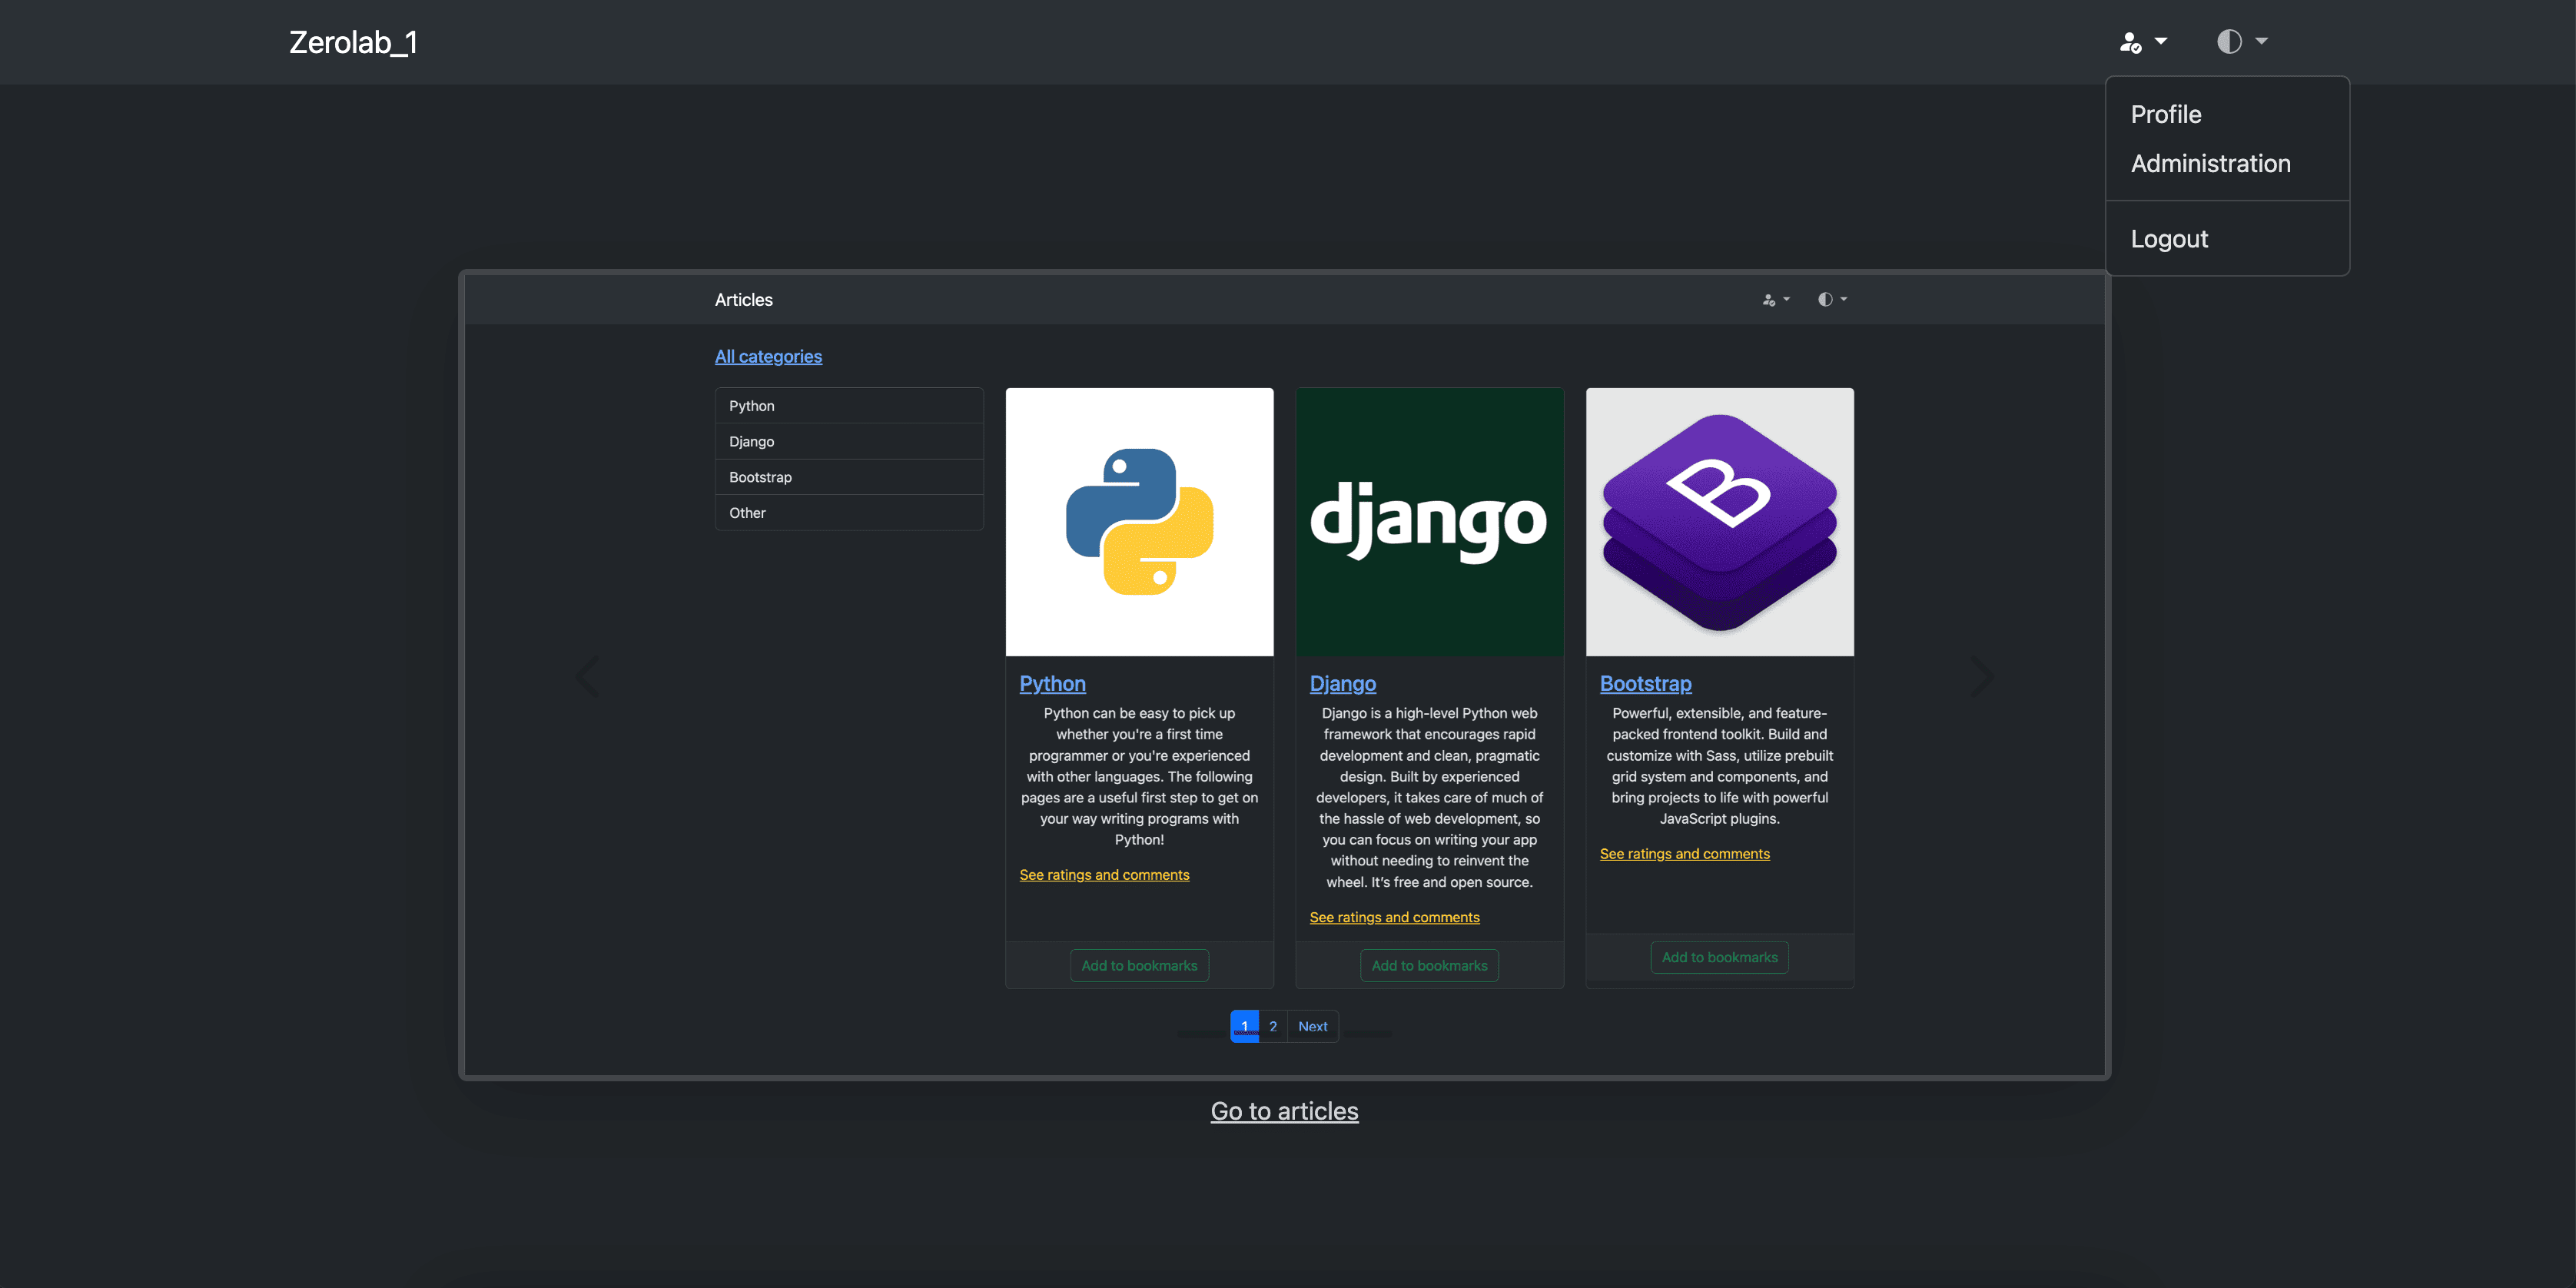 Zerolab_1
Profile
Administration
Logout
Articles
All categories
Python
Django
Bootstrap
Other
django
B
Python
Python can be easy to pick up
whether you're a first time
programmer or you're experienced
with other languages. The following
pages are a useful first step to get on
your way writing programs with
Python!
See ratings and comments
Add to bookmarks
Django
Django is a high-level Python web
framework that encourages rapid
development and clean, pragmatic
design. Built by experienced
developers, it takes care of much of
the hassle of web development, so
you can focus on writing your app
without needing to reinvent the
wheel. It’s free and open source.
See ratings and comments
Add to bookmarks
Bootstrap
Powerful, extensible, and feature-
packed frontend toolkit. Build and
customize with Sass, utilize prebuilt
grid system and components, and
bring projects to life with powerful
JavaScript plugins.
See ratings and comments
Add to bookmarks
1 2 Next
Go to articles